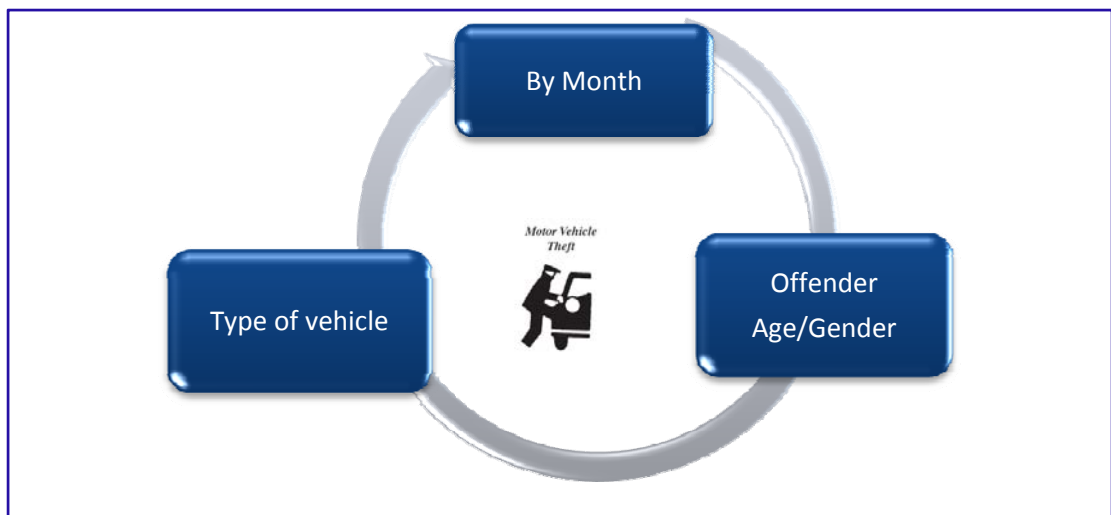 By Month
Motor Vehicle
Theft
Offender
Age/Gender
Type of vehicle